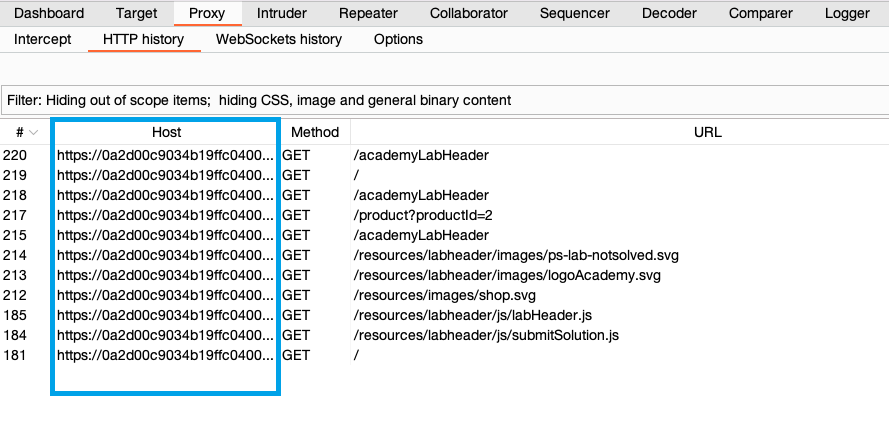 Dashboard Target Proxy Intruder Repeater Collaborator Sequencer Decoder Comparer Logger
Intercept HTTP history WebSockets history Options
Filter: Hiding out of scope items; hiding CSS, image and general binary content
# Host Method URL
220 https://0a2d00c9034b19ffc0400... GET /academyLabHeader
219 https://0a2d00c9034b19ffc0400... GET /
218 https://0a2d00c9034b19ffc0400... GET /academyLabHeader
217 https://0a2d00c9034b19ffc0400... GET /product?productId=2
215 https://0a2d00c9034b19ffc0400... GET /academyLabHeader
214 https://0a2d00c9034b19ffc0400... GET /resources/labheader/images/ps-lab-notsolved.svg
213 https://0a2d00c9034b19ffc0400... GET /resources/labheader/images/logoAcademy.svg
212 https://0a2d00c9034b19ffc0400... GET /resources/images/shop.svg
185 https://0a2d00c9034b19ffc0400... GET /resources/labheader/js/labHeader.js
184 https://0a2d00c9034b19ffc0400... GET /resources/labheader/js/submitSolution.js
181 https://0a2d00c9034b19ffc0400... GET /